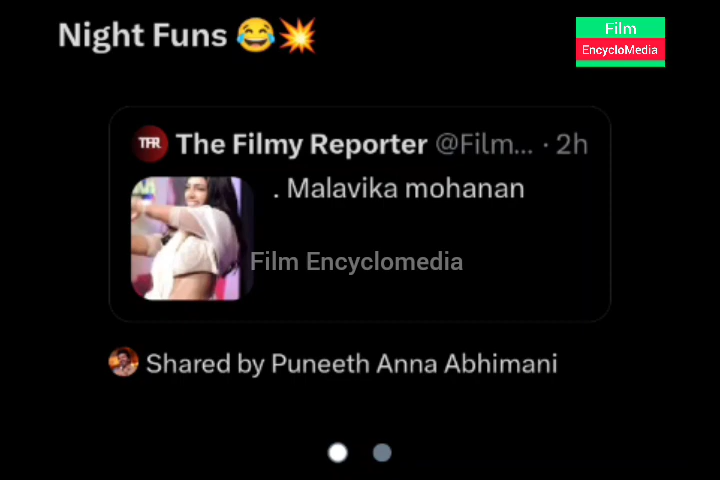 Night Funs 😂💥
Film
EncycloMedia
TFR The Filmy Reporter @Film... · 2h
. Malavika mohanan
Film Encyclomedia
Shared by Puneeth Anna Abhimani